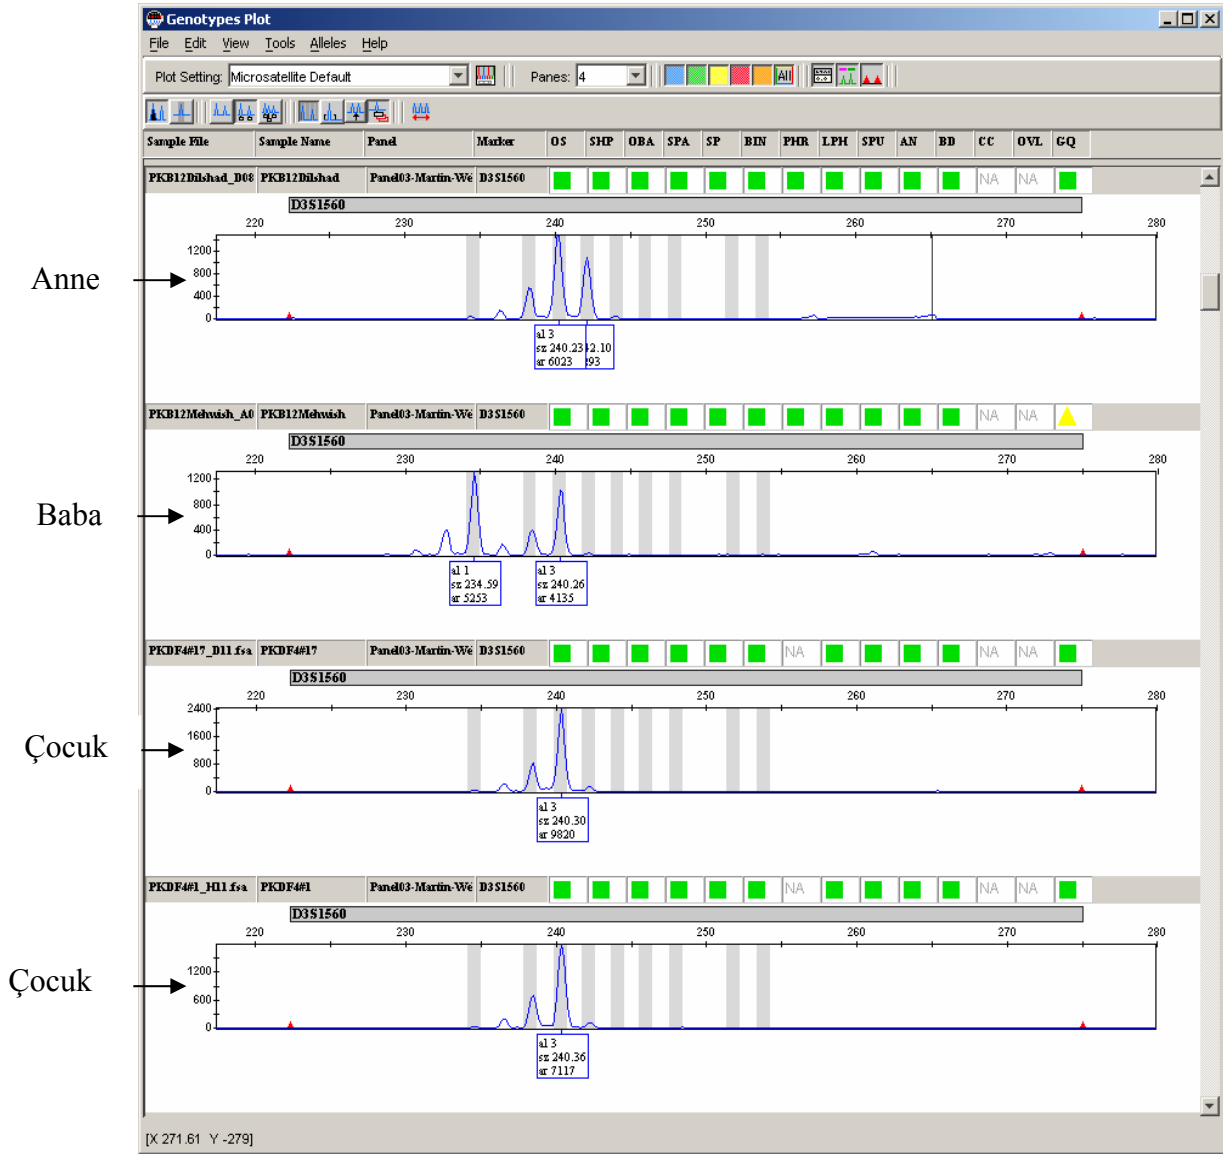 Genotypes Plot
File Edit View Tools Alleles Help
Plot Setting: Microsatellite Default Panes: 4 All
Sample File Sample Name Panel Marker OS SHP OBA SPA SP BIN PHR LPH SPU AN BD CC OVL GQ
PKB12Dilshad_D08 PKB12Dilshad Panel03-Martin-We D3S1560 NA NA
D3S1560
220 230 240 250 260 270 280
1200
Anne
800
400
0
al 3
sz 240.23 42.10
ar 6023 293
PKB12Mehwish_A0 PKB12Mehwish Panel03-Martin-We D3S1560 NA NA
D3S1560
220 230 240 250 260 270 280
1200
800
Baba
400
0
al 1 al 3
sz 234.59 sz 240.26
ar 5253 ar 4135
PKDF4#17_D11.fsa PKDF4#17 Panel03-Martin-We D3S1560 NA NA NA
D3S1560
220 230 240 250 260 270 280
2400
1600
Çocuk
800
0
al 3
sz 240.30
ar 9820
PKDF4#1_H11.fsa PKDF4#1 Panel03-Martin-We D3S1560 NA NA NA
D3S1560
220 230 240 250 260 270 280
1200
Çocuk
600
0
al 3
sz 240.36
ar 7117
[X 271.61 Y -279]